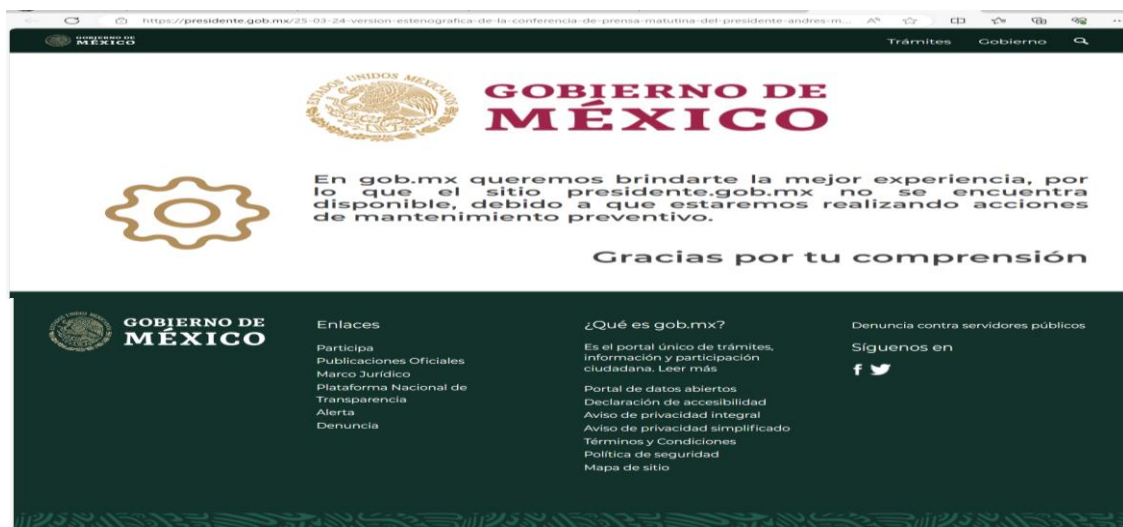 https://presidente.gob.mx/25-03-24-version-estenografica-de-la-conferencia-de-prensa-matutina-del-presidente-andres-m...
GOBIERNO DE
MÉXICO
Trámites Gobierno
ESTADOS UNIDOS MEXICANOS
GOBIERNO DE
MÉXICO
En gob.mx queremos brindarte la mejor experiencia, por
lo que el sitio presidente.gob.mx no se encuentra
disponible, debido a que estaremos realizando acciones
de mantenimiento preventivo.
Gracias por tu comprensión
GOBIERNO DE
MÉXICO
Enlaces
Participa
Publicaciones Oficiales
Marco Jurídico
Plataforma Nacional de
Transparencia
Alerta
Denuncia
¿Qué es gob.mx?
Es el portal único de trámites,
información y participación
ciudadana. Leer más
Portal de datos abiertos
Declaración de accesibilidad
Aviso de privacidad integral
Aviso de privacidad simplificado
Términos y Condiciones
Política de seguridad
Mapa de sitio
Denuncia contra servidores públicos
Síguenos en